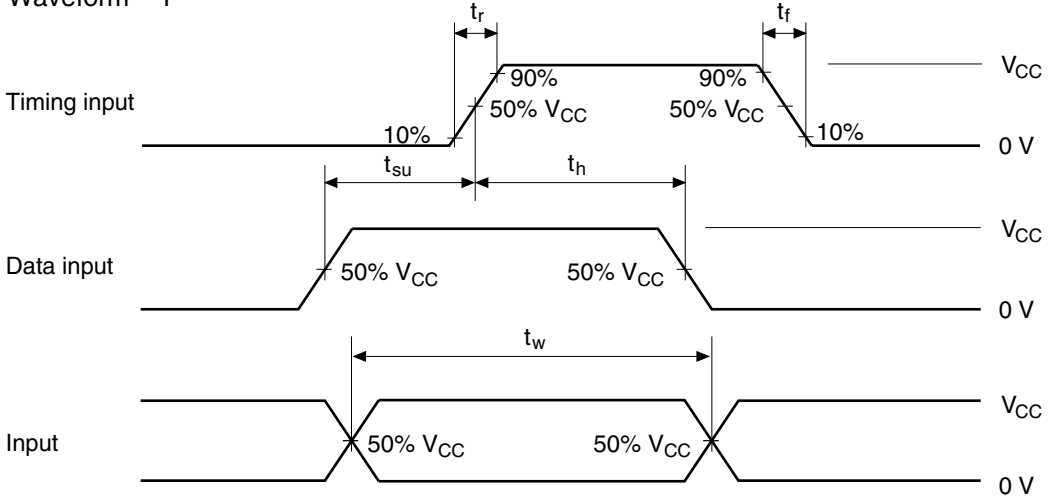 Waveform – 1
tr
tf
VCC
90%
90%
Timing input
50% VCC
50% VCC
10%
10%
0 V
tsu
th
VCC
Data input
50% VCC
50% VCC
0 V
tw
VCC
Input
50% VCC
50% VCC
0 V